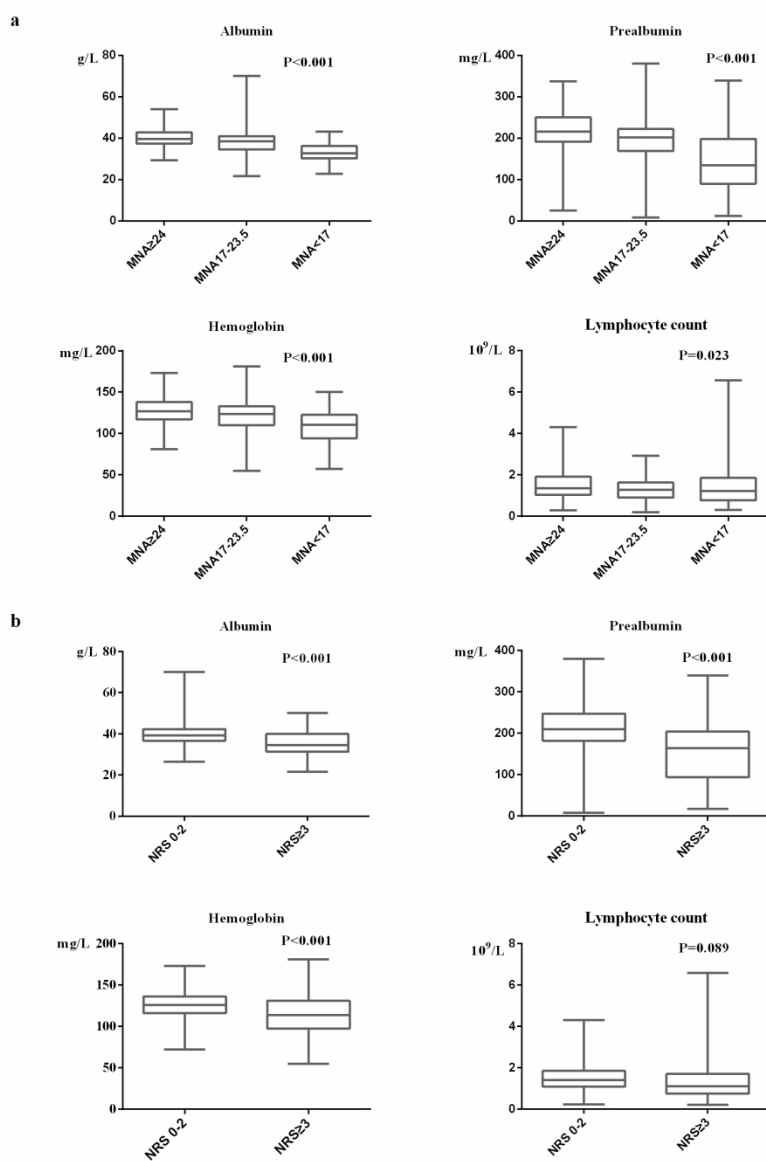 a
Albumin
g/L
P<0.001
80
60
40
20
0
MNA≥24
MNA17-23.5
MNA<17
Prealbumin
mg/L
P<0.001
400
300
200
100
0
MNA≥24
MNA17-23.5
MNA<17
Hemoglobin
mg/L
P<0.001
200
150
100
50
0
MNA≥24
MNA17-23.5
MNA<17
Lymphocyte count
10⁹/L
P=0.023
8
6
4
2
0
MNA≥24
MNA17-23.5
MNA<17
b
Albumin
g/L
P<0.001
80
60
40
20
0
NRS 0-2
NRS≥3
Prealbumin
mg/L
P<0.001
400
300
200
100
0
NRS 0-2
NRS≥3
Hemoglobin
mg/L
P<0.001
200
150
100
50
0
NRS 0-2
NRS≥3
Lymphocyte count
10⁹/L
P=0.089
8
6
4
2
0
NRS 0-2
NRS≥3